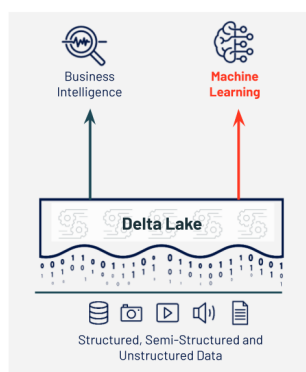 Business
Intelligence
Machine
Learning
Delta Lake
Structured, Semi-Structured and
Unstructured Data